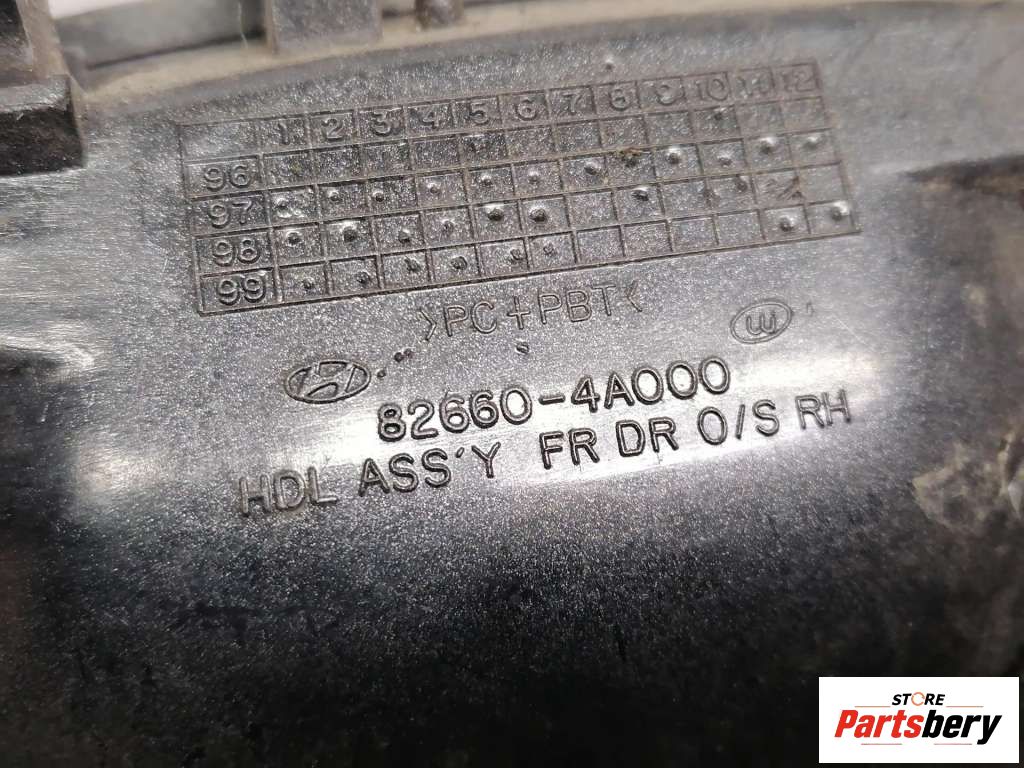 1 2 3 4 5 6 7 8 9 10 11 12
96
97
98
99
>PC+PBT<
W
82660-4A000
HDL ASS'Y FR DR O/S RH
STORE
Partsbery